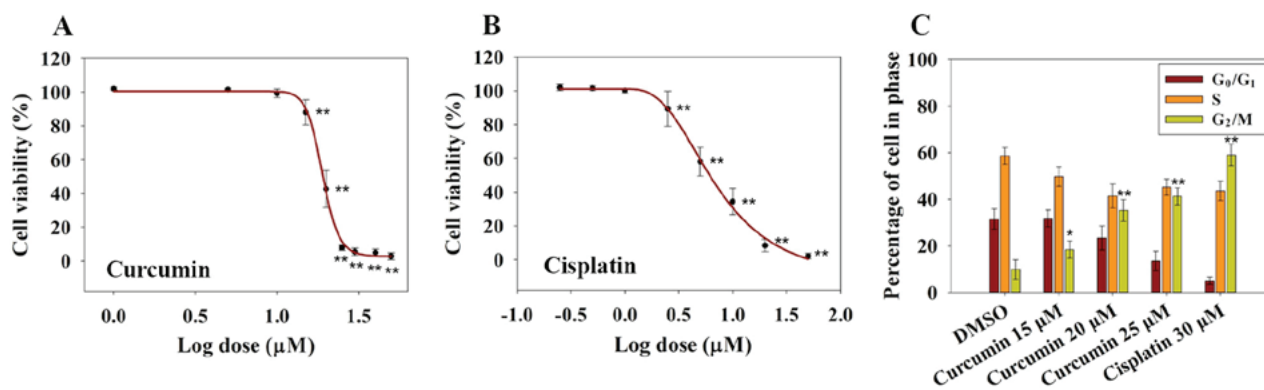 A
120
100
80
60
40
20
0
Cell viability (%)
**
**
**
**
**
**
Curcumin
0.0
0.5
1.0
1.5
Log dose (µM)
B
120
100
80
60
40
20
0
Cell viability (%)
**
**
**
**
**
Cisplatin
-1.0
-0.5
0.0
0.5
1.0
1.5
2.0
Log dose (µM)
C
100
80
60
40
20
0
Percentage of cell in phase
G₀/G₁
S
G₂/M
*
**
**
**
DMSO
Curcumin 15 µM
Curcumin 20 µM
Curcumin 25 µM
Cisplatin 30 µM